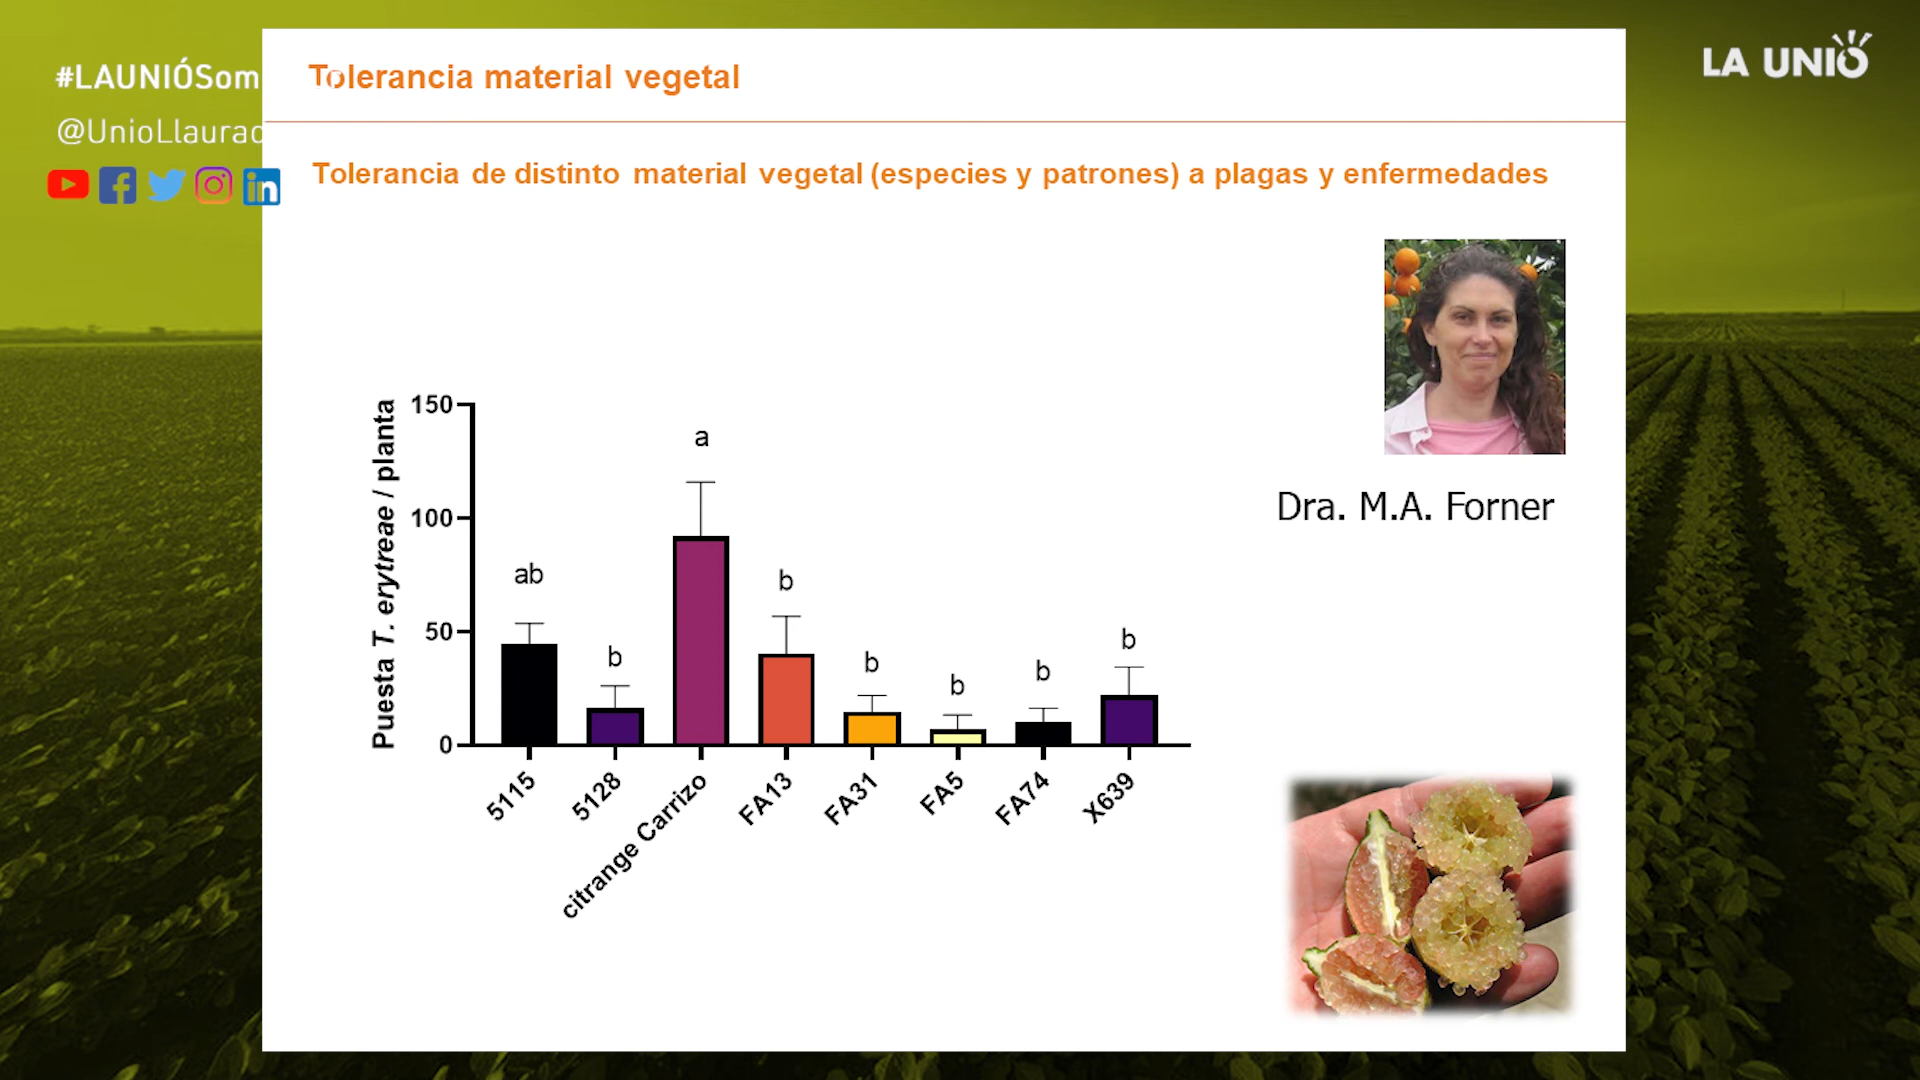 #LAUNIÓSom
@UnioLlaurad
LA UNIÓ
Tolerancia material vegetal
Tolerancia de distinto material vegetal (especies y patrones) a plagas y enfermedades
Dra. M.A. Forner
Puesta T. erytreae / planta
150
100
50
0
ab
b
a
b
b
b
b
b
5115
5128
citrange Carrizo
FA13
FA31
FA5
FA74
X639
in